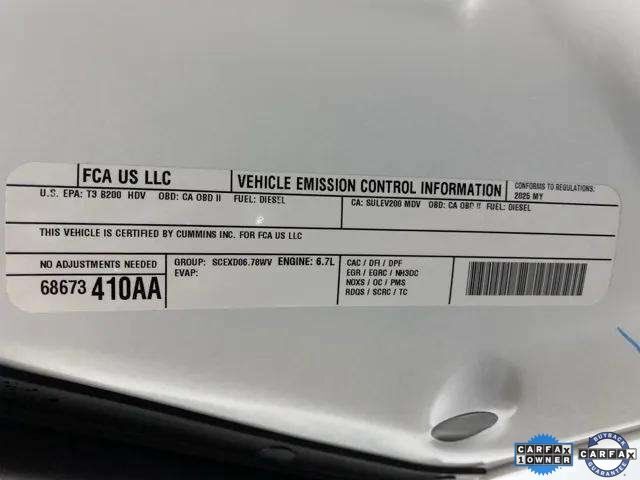 FCA US LLC
VEHICLE EMISSION CONTROL INFORMATION
CONFORMS TO REGULATIONS:
2025 MY
U.S. EPA: T3 B200 HDV OBD: CA OBD II FUEL: DIESEL
CA: SULEV200 MDV OBD: CA OBD II FUEL: DIESEL
THIS VEHICLE IS CERTIFIED BY CUMMINS INC. FOR FCA US LLC
NO ADJUSTMENTS NEEDED
68673 410AA
GROUP: SCEXD06.78WV ENGINE: 6.7L
EVAP:
CAC / DFI / DPF
EGR / EGRC / NH3OC
NOXS / OC / PMS
RDQS / SCRC / TC
CARFAX
1 OWNER
BUYBACK
CARFAX
GUARANTEE